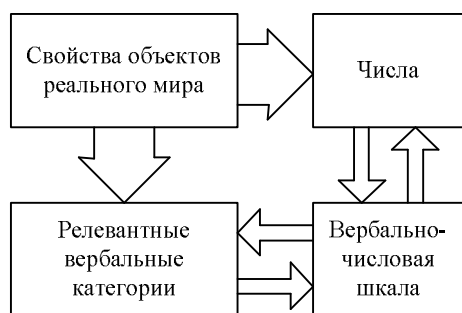 Свойства объектов
реального мира
Числа
Релевантные
вербальные
категории
Вербально-
числовая
шкала